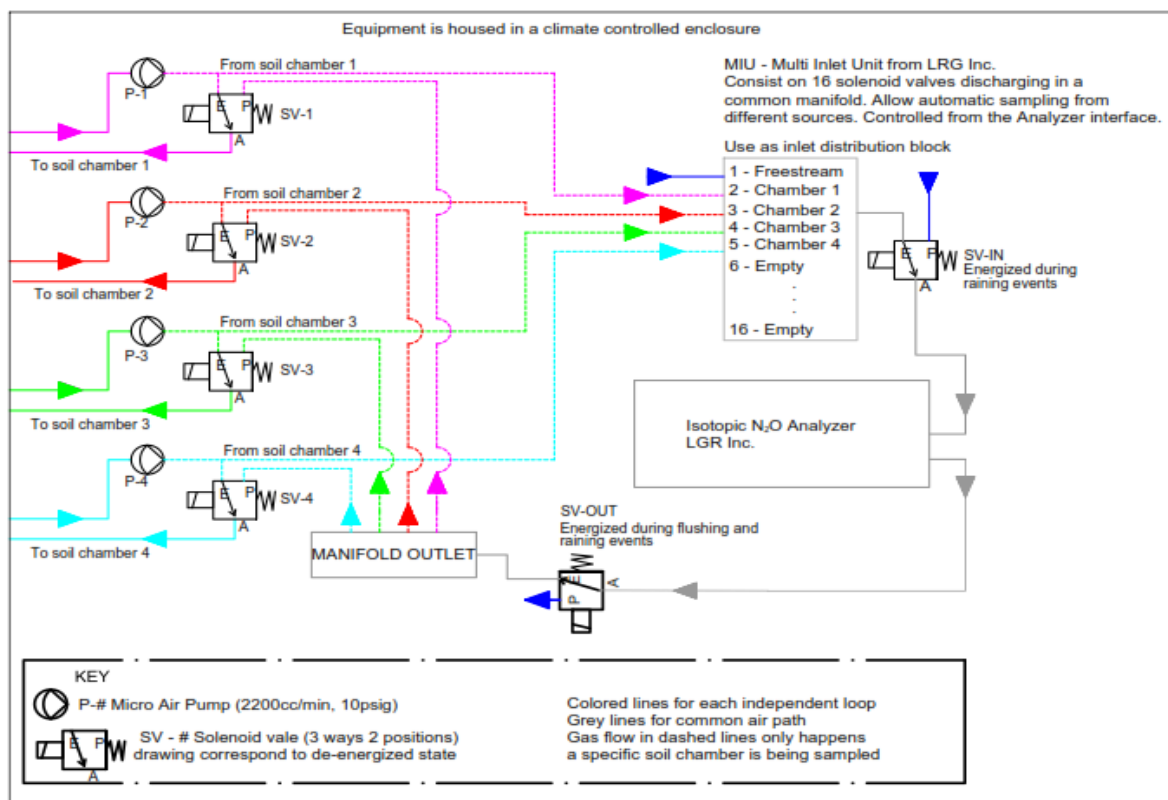 Equipment is housed in a climate controlled enclosure
From soil chamber 1
P-1
E P
SV-1
A
To soil chamber 1
From soil chamber 2
P-2
E P
SV-2
A
To soil chamber 2
From soil chamber 3
P-3
E P
SV-3
A
To soil chamber 3
From soil chamber 4
P-4
E P
SV-4
A
To soil chamber 4
MIU - Multi Inlet Unit from LRG Inc.
Consist on 16 solenoid valves discharging in a
common manifold. Allow automatic sampling from
different sources. Controlled from the Analyzer interface.
Use as inlet distribution block
1 - Freestream
2 - Chamber 1
3 - Chamber 2
4 - Chamber 3
5 - Chamber 4
6 - Empty
.
.
.
16 - Empty
E P
A
SV-IN
Energized during
raining events
Isotopic N₂O Analyzer
LGR Inc.
SV-OUT
Energized during flushing and
raining events
E
P
A
MANIFOLD OUTLET
KEY
P-# Micro Air Pump (2200cc/min, 10psig)
E P
A
SV - # Solenoid vale (3 ways 2 positions)
drawing correspond to de-energized state
Colored lines for each independent loop
Grey lines for common air path
Gas flow in dashed lines only happens
a specific soil chamber is being sampled